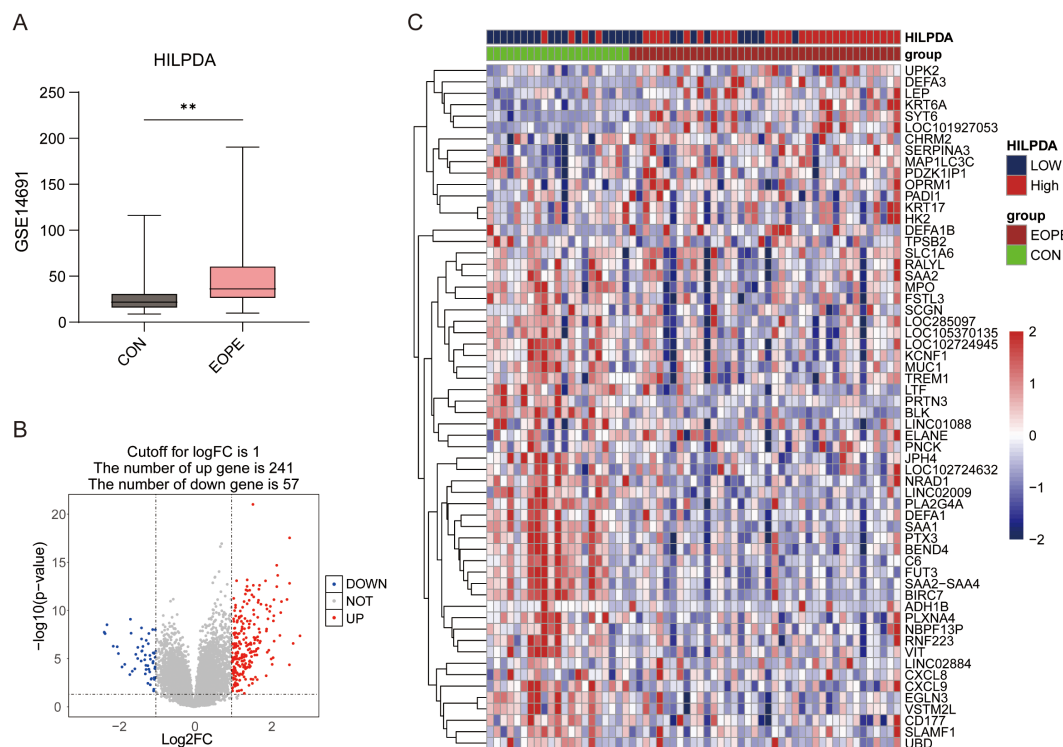 A
HILPDA
**
GSE14691
250
200
150
100
50
0
CON
EOPE
B
Cutoff for logFC is 1
The number of up gene is 241
The number of down gene is 57
−log10(p−value)
20
15
10
5
0
−2
0
2
Log2FC
DOWN
NOT
UP
C
HILPDA
group
UPK2
DEFA3
LEP
KRT6A
SYT6
LOC101927053
CHRM2
SERPINA3
MAP1LC3C
PDZK1IP1
OPRM1
PADI1
KRT17
HK2
DEFA1B
TPSB2
SLC1A6
RALYL
SAA2
MPO
FSTL3
SCGN
LOC285097
LOC105370135
LOC102724945
KCNF1
MUC1
TREM1
LTF
PRTN3
BLK
LINC01088
ELANE
PNCK
JPH4
LOC102724632
NRAD1
LINC02009
PLA2G4A
DEFA1
SAA1
PTX3
BEND4
C6
FUT3
SAA2−SAA4
BIRC7
ADH1B
PLXNA4
NBPF13P
RNF223
VIT
LINC02884
CXCL8
CXCL9
EGLN3
VSTM2L
CD177
SLAMF1
UBD
HILPDA
LOW
High
group
EOPE
CON
2
1
0
−1
−2